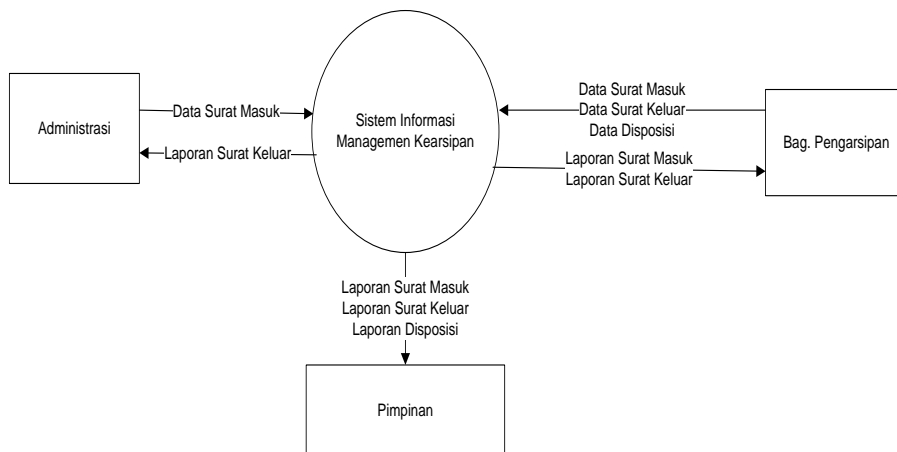 Administrasi
Data Surat Masuk
Laporan Surat Keluar
Sistem Informasi
Managemen Kearsipan
Data Surat Masuk
Data Surat Keluar
Data Disposisi
Laporan Surat Masuk
Laporan Surat Keluar
Bag. Pengarsipan
Laporan Surat Masuk
Laporan Surat Keluar
Laporan Disposisi
Pimpinan